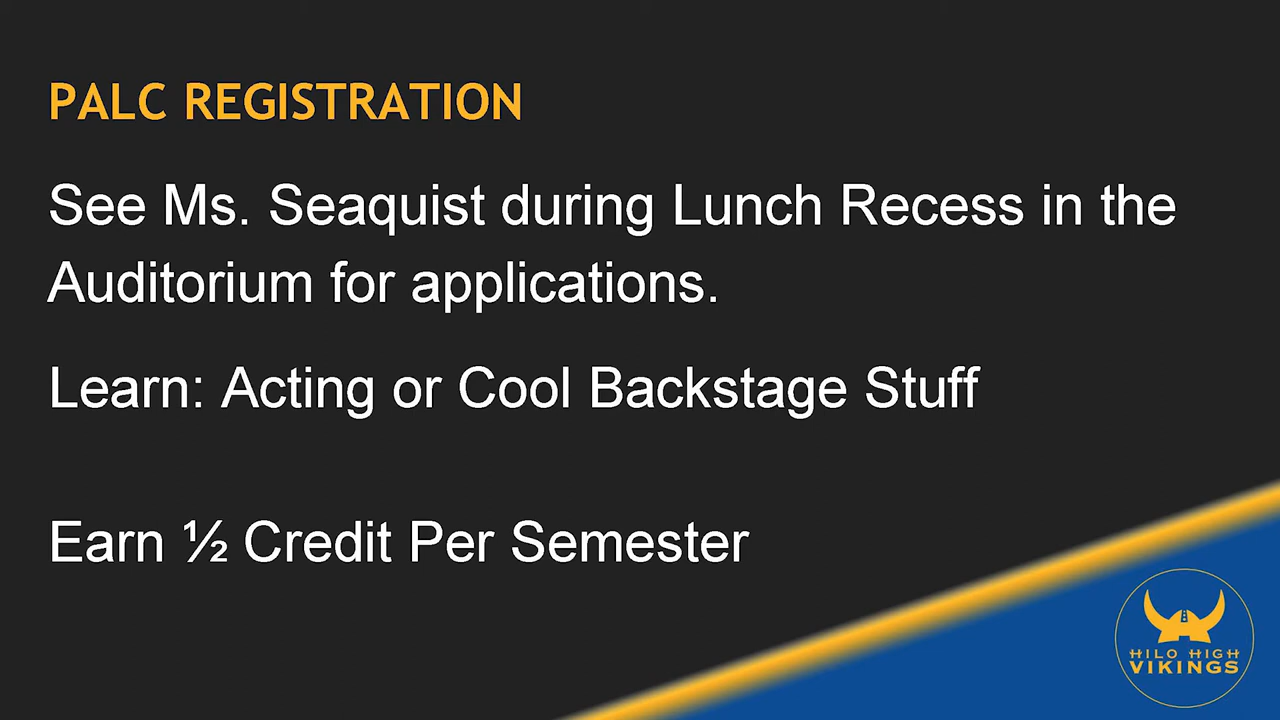 PALC REGISTRATION
See Ms. Seaquist during Lunch Recess in the
Auditorium for applications.
Learn: Acting or Cool Backstage Stuff
Earn ½ Credit Per Semester
HILO HIGH
VIKINGS